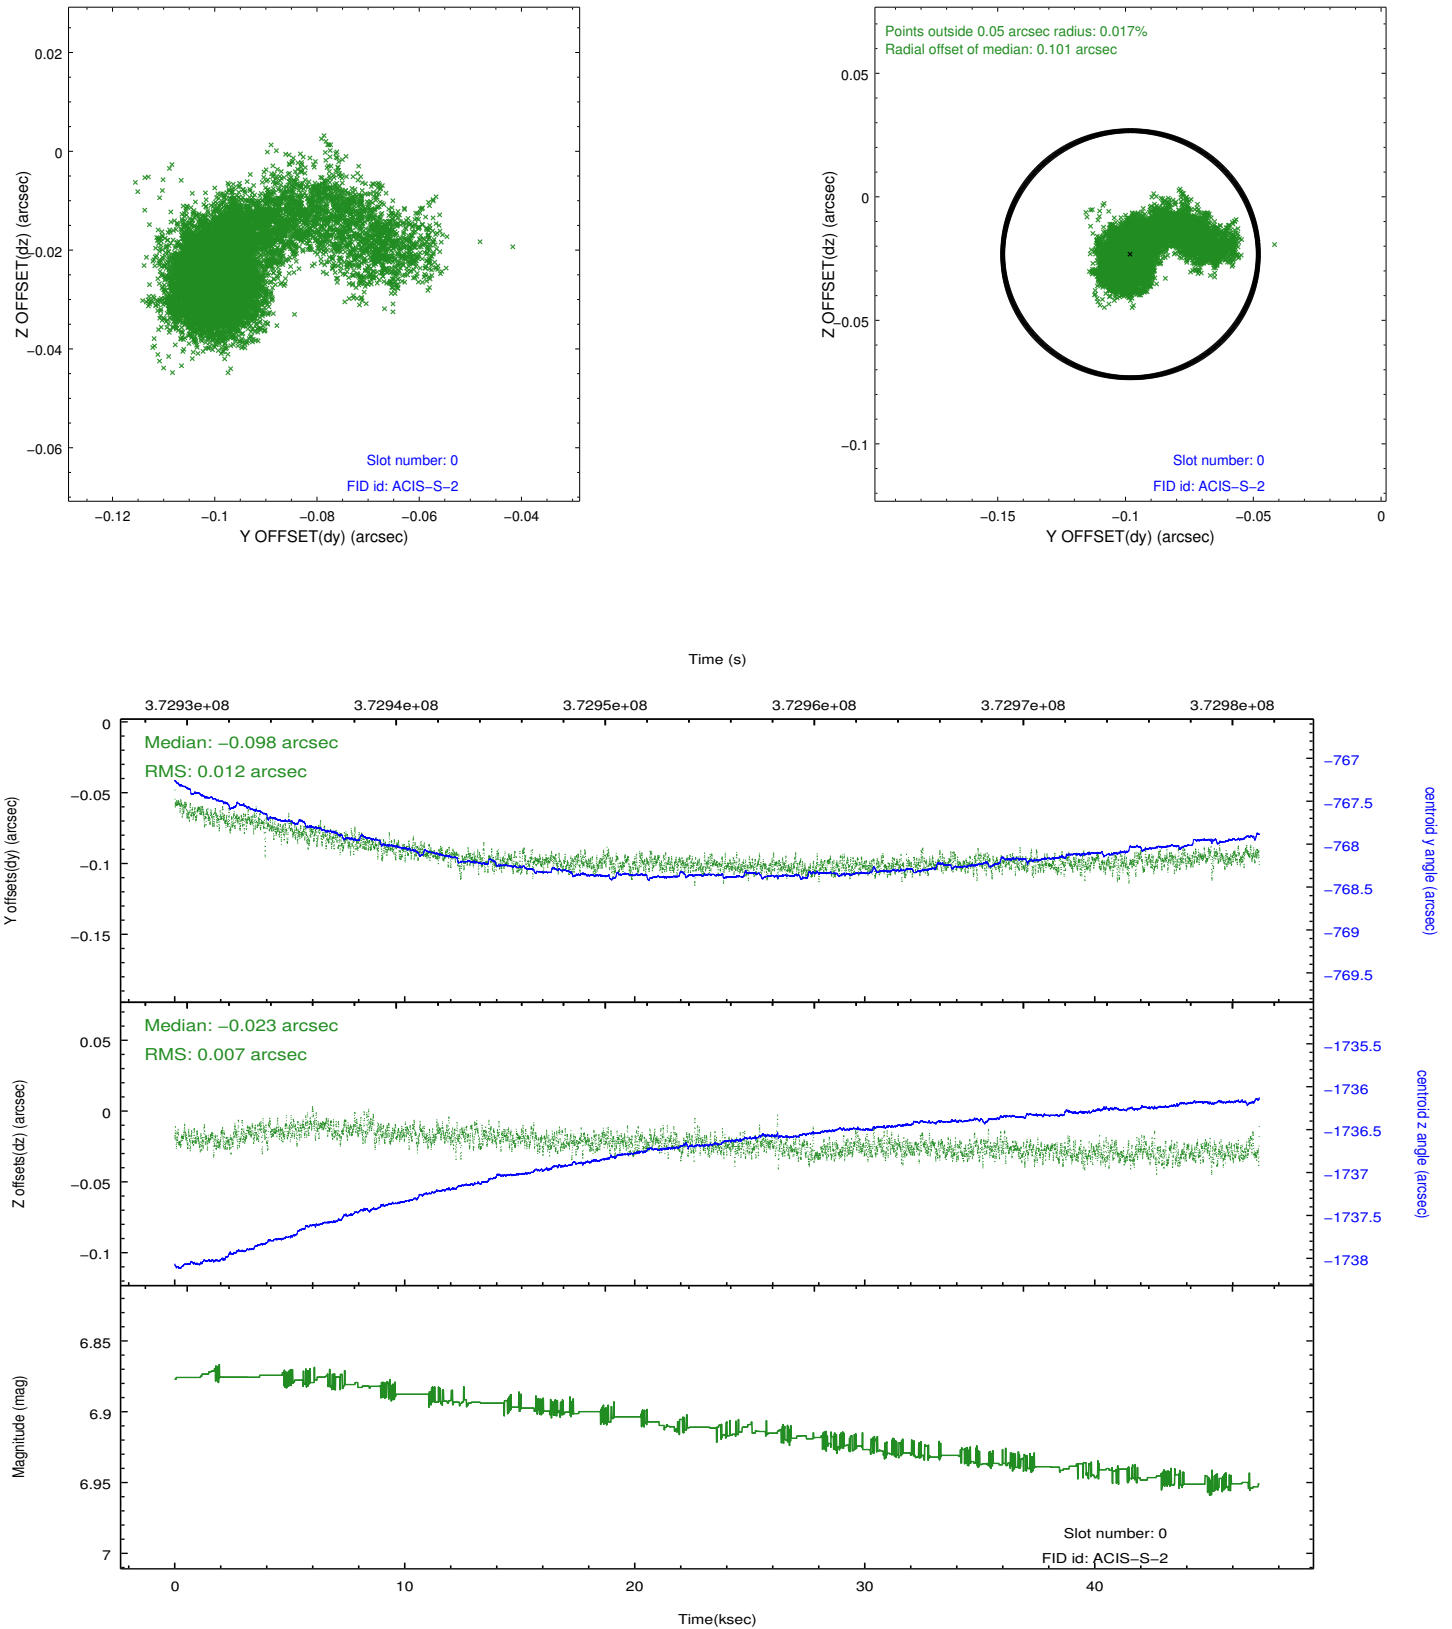 0.02
0
−0.02
−0.04
−0.06
Z OFFSET(dz) (arcsec)
Slot number: 0
FID id: ACIS−S−2
−0.12
−0.1
−0.08
−0.06
−0.04
Y OFFSET(dy) (arcsec)
Points outside 0.05 arcsec radius: 0.017%
Radial offset of median: 0.101 arcsec
0.05
0
−0.05
−0.1
Z OFFSET(dz) (arcsec)
Slot number: 0
FID id: ACIS−S−2
−0.15
−0.1
−0.05
0
Y OFFSET(dy) (arcsec)
Time (s)
3.7293e+08
3.7294e+08
3.7295e+08
3.7296e+08
3.7297e+08
3.7298e+08
Median: −0.098 arcsec
RMS: 0.012 arcsec
0
−0.05
−0.1
−0.15
Y offsets(dy) (arcsec)
−767
−767.5
−768
−768.5
−769
−769.5
centroid y angle (arcsec)
Median: −0.023 arcsec
RMS: 0.007 arcsec
0.05
0
−0.05
−0.1
Z offsets(dz) (arcsec)
−1735.5
−1736
−1736.5
−1737
−1737.5
−1738
centroid z angle (arcsec)
6.85
6.9
6.95
7
Magnitude (mag)
Slot number: 0
FID id: ACIS−S−2
0
10
20
30
40
Time(ksec)